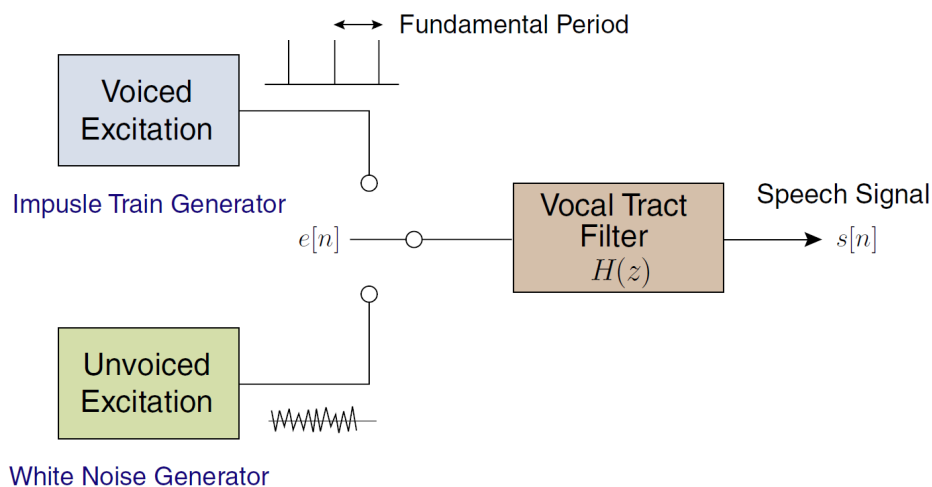 Fundamental Period
Voiced
Excitation
Impusle Train Generator
e[n]
Vocal Tract
Filter
H(z)
Speech Signal
s[n]
Unvoiced
Excitation
White Noise Generator